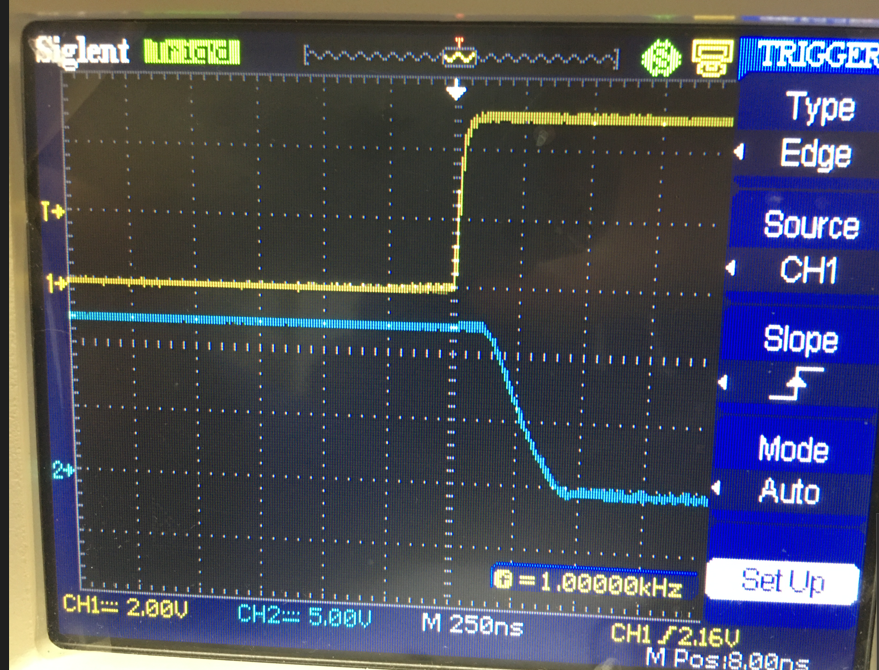 Siglent Trig'd TRIGGER
Type
Edge
Source
CH1
Slope
Mode
Auto
Set Up
T
1
2
f = 1.00000kHz
CH1 2.00V CH2 5.00V M 250ns CH1 2.16V
M Pos:8.00ns